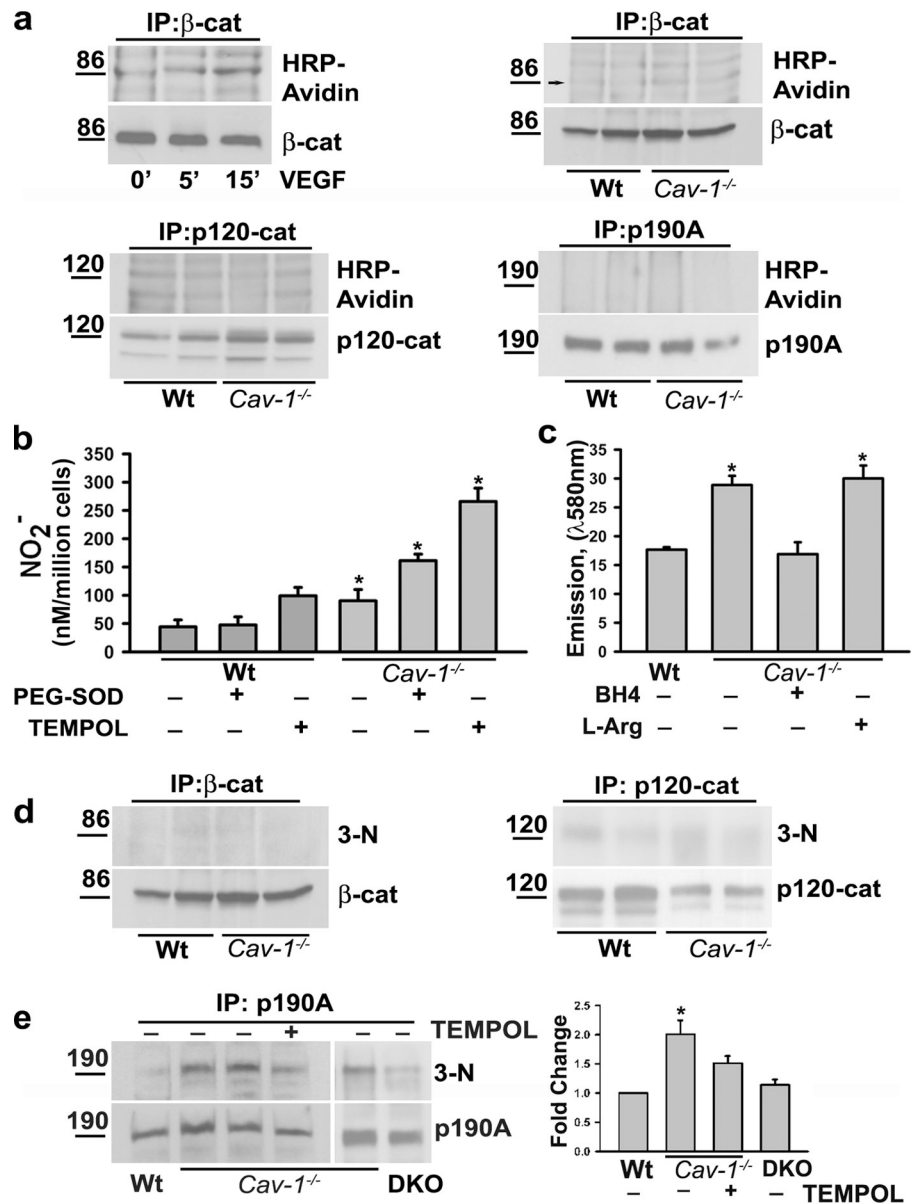 a
IP:β-cat
86
HRP-
Avidin
86
β-cat
0' 5' 15' VEGF
IP:β-cat
86
HRP-
Avidin
86
β-cat
Wt Cav-1-/-
IP:p120-cat
120
HRP-
Avidin
120
p120-cat
Wt Cav-1-/-
IP:p190A
190
HRP-
Avidin
190
p190A
Wt Cav-1-/-
b
NO2-
(nM/million cells)
350
300
250
200
150
100
50
0
* * *
Wt Cav-1-/-
PEG-SOD – + – – + –
TEMPOL – – + – – +
c
Emission, (λ580nm)
35
30
25
20
15
10
5
0
* *
Wt Cav-1-/-
BH4 – – + –
L-Arg – – – +
d
IP:β-cat
86
3-N
86
β-cat
Wt Cav-1-/-
IP: p120-cat
120
3-N
120
p120-cat
Wt Cav-1-/-
e
IP: p190A
– – – + – – TEMPOL
190
3-N
190
p190A
Wt Cav-1-/- DKO
Fold Change
2.5
2.0
1.5
1.0
0.5
0.0
*
Wt Cav-1-/- DKO
– – + – TEMPOL